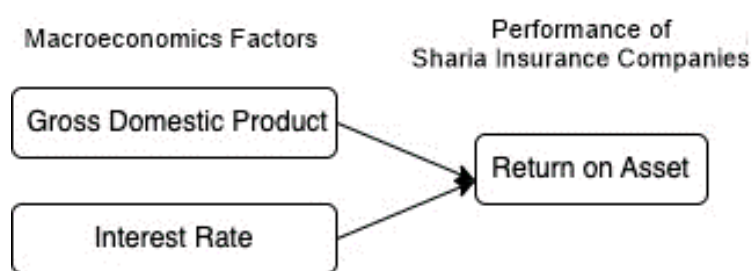 Macroeconomics Factors
Performance of
Sharia Insurance Companies
Gross Domestic Product
Return on Asset
Interest Rate